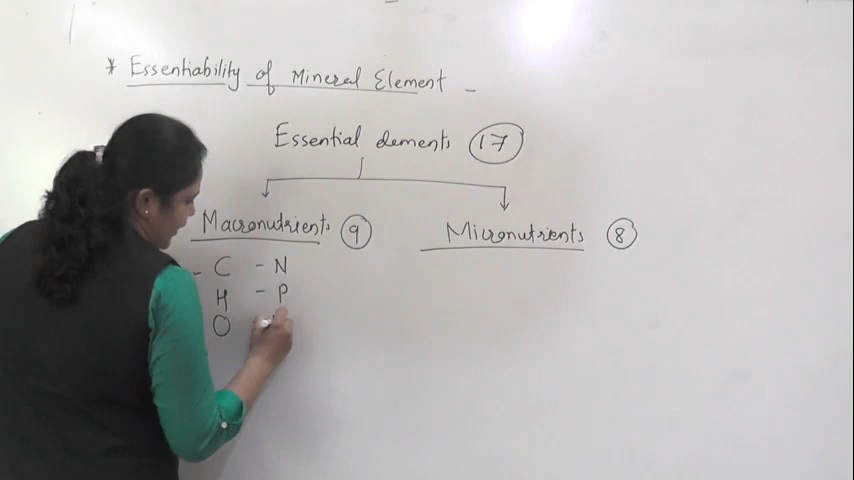 * Essentiability of Mineral Element -
Essential elements 17
Macronutrients 9
Micronutrients 8
- C - N
H - P
O